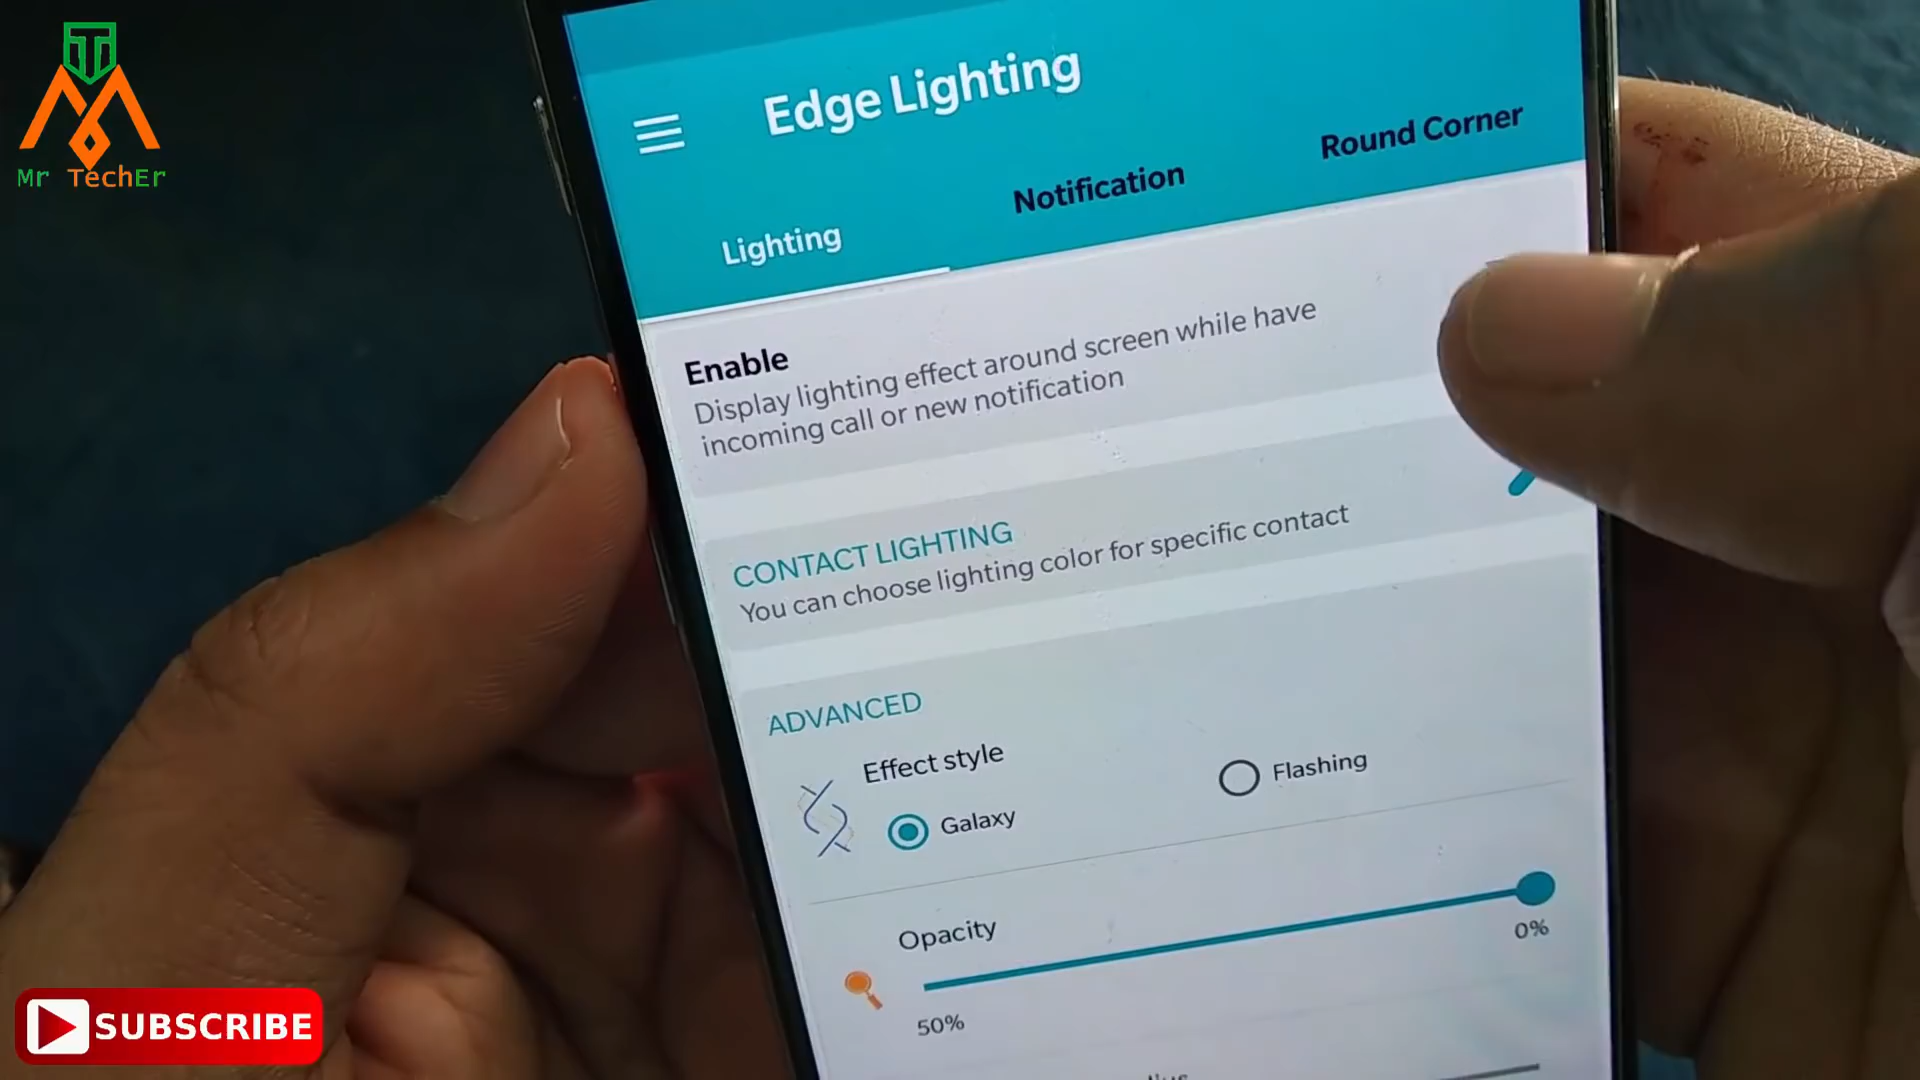 Mr TechEr
Edge Lighting
Lighting
Notification
Round Corner
Enable
Display lighting effect around screen while have
incoming call or new notification
CONTACT LIGHTING
You can choose lighting color for specific contact
ADVANCED
Effect style
Galaxy
Flashing
Opacity
50%
0%
SUBSCRIBE